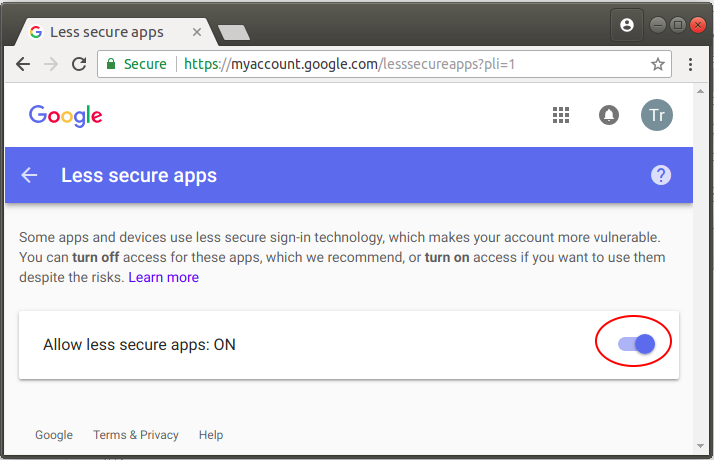 Less secure apps
Secure https://myaccount.google.com/lesssecureapps?pli=1
Google
Tr
Less secure apps
?
Some apps and devices use less secure sign-in technology, which makes your account more vulnerable.
You can turn off access for these apps, which we recommend, or turn on access if you want to use them
despite the risks. Learn more
Allow less secure apps: ON
Google Terms & Privacy Help